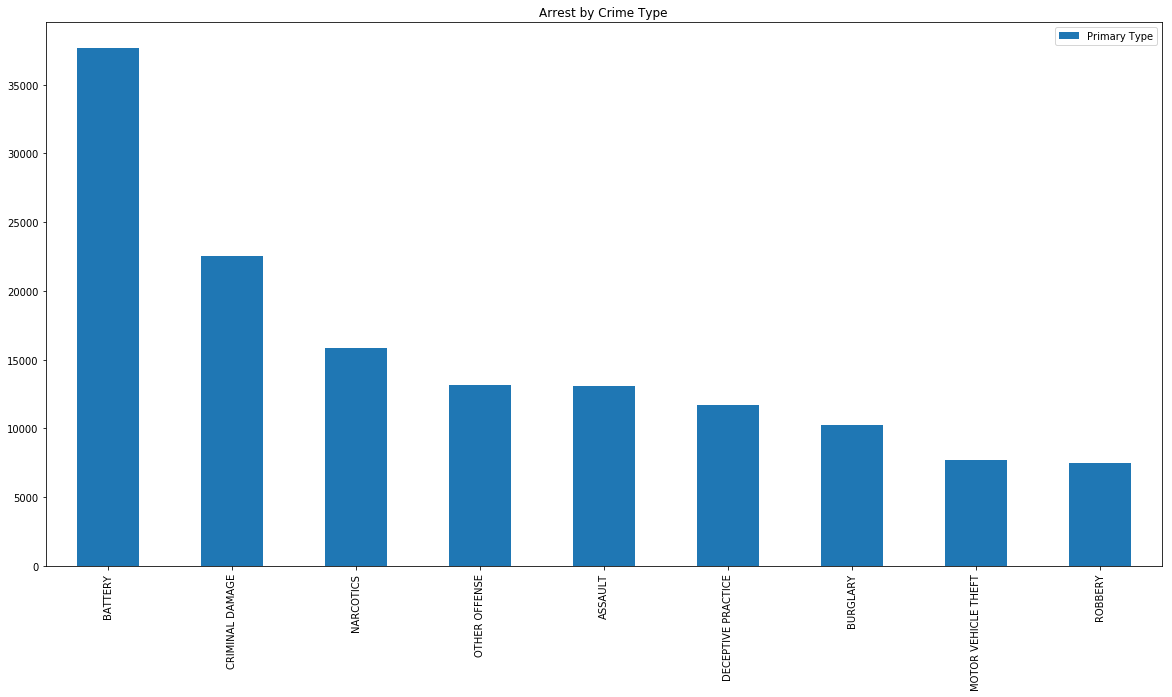 Arrest by Crime Type
Primary Type
35000
30000
25000
20000
15000
10000
5000
0
BATTERY
CRIMINAL DAMAGE
NARCOTICS
OTHER OFFENSE
ASSAULT
DECEPTIVE PRACTICE
BURGLARY
MOTOR VEHICLE THEFT
ROBBERY